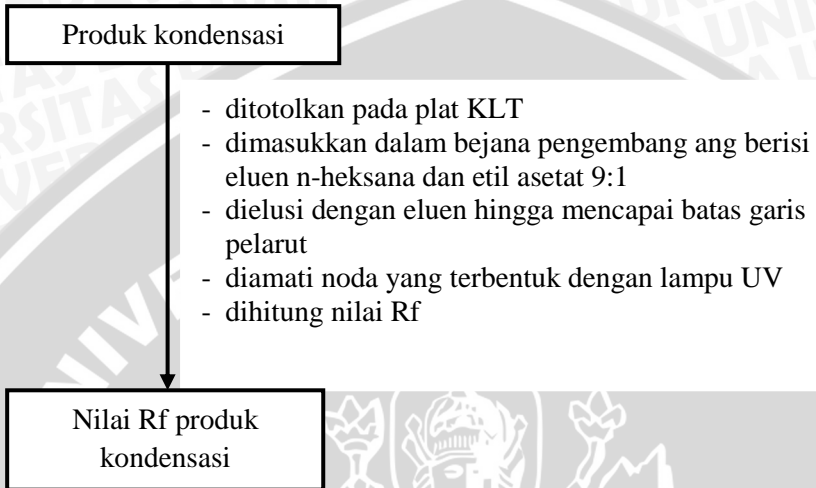 Produk kondensasi
- ditotolkan pada plat KLT
- dimasukkan dalam bejana pengembang ang berisi
eluen n-heksana dan etil asetat 9:1
- dielusi dengan eluen hingga mencapai batas garis
pelarut
- diamati noda yang terbentuk dengan lampu UV
- dihitung nilai Rf
Nilai Rf produk
kondensasi